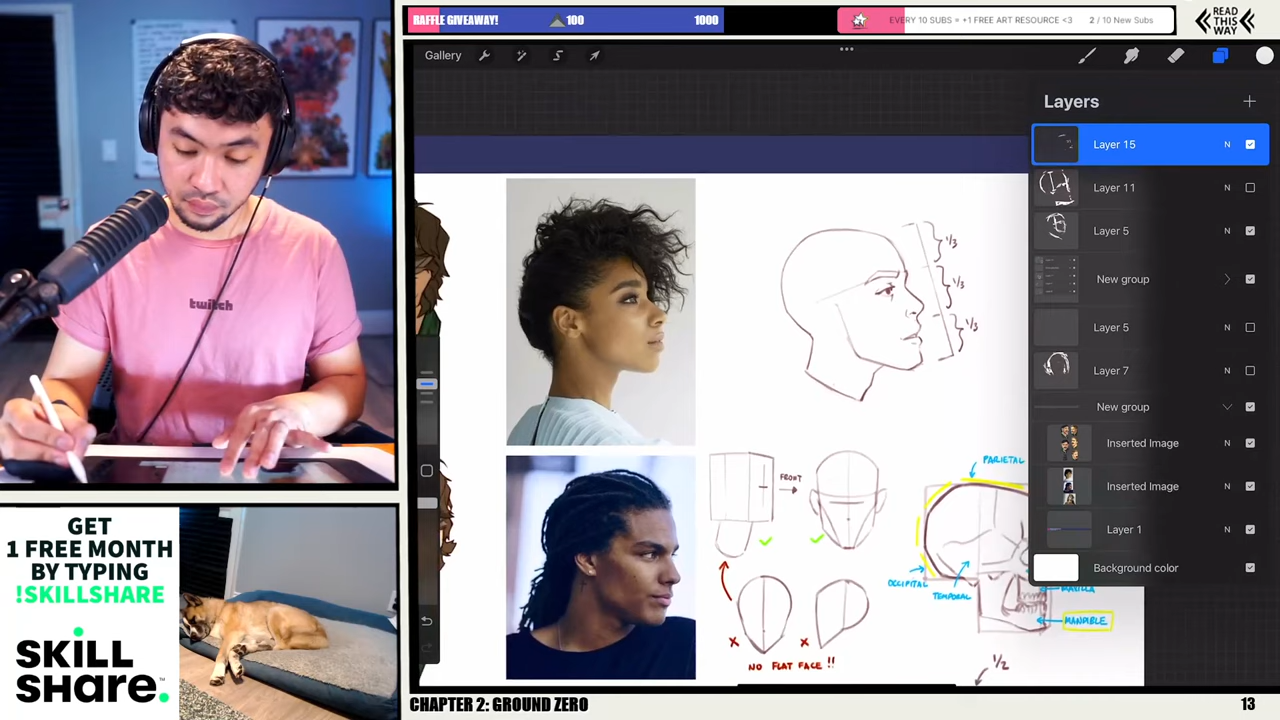 RAFFLE GIVEAWAY!
100
1000
EVERY 10 SUBS = +1 FREE ART RESOURCE <3
2 / 10 New Subs
READ
THIS
WAY
Gallery
Layers
Layer 15 N
Layer 11 N
Layer 5 N
New group
Layer 5 N
Layer 7 N
New group
Inserted Image N
Inserted Image N
Layer 1 N
Background color
1/3
1/3
1/3
twitch
FRONT
PARIETAL
OCCIPITAL
TEMPORAL
MAXILLA
MANDIBLE
NO FLAT FACE !!
1/2
GET
1 FREE MONTH
BY TYPING
!SKILLSHARE
SKILL
SHARE.
CHAPTER 2: GROUND ZERO
13